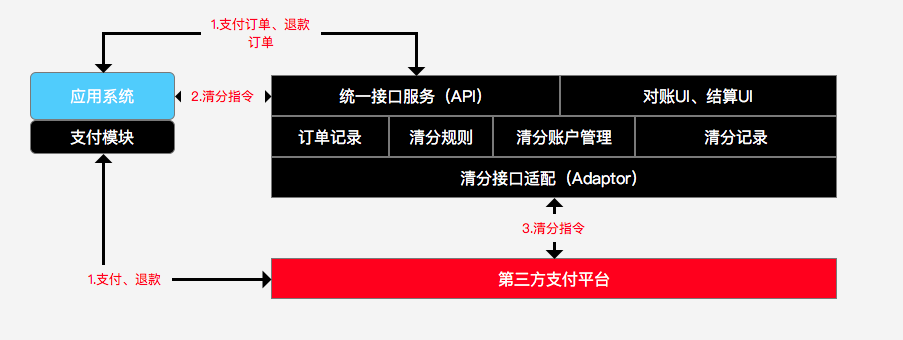 1.支付订单、退款
订单
应用系统
2.清分指令
统一接口服务（API）
对账UI、结算UI
支付模块
订单记录
清分规则
清分账户管理
清分记录
清分接口适配（Adaptor）
3.清分指令
1.支付、退款
第三方支付平台